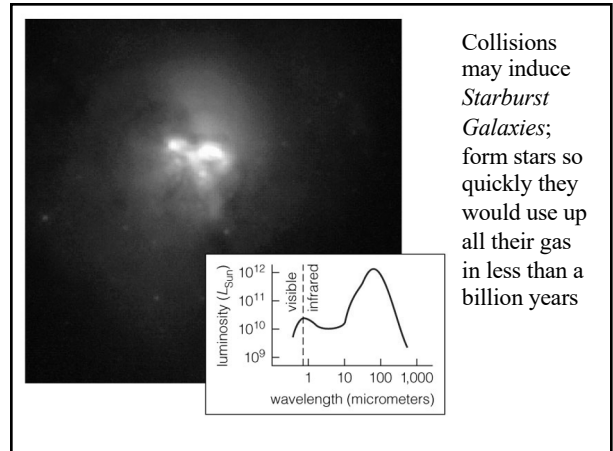 Collisions
may induce
Starburst
Galaxies;
form stars so
quickly they
would use up
all their gas
in less than a
billion years
luminosity (L_Sun)
10¹²
10¹¹
10¹⁰
10⁹
visible
infrared
1 10 100 1,000
wavelength (micrometers)